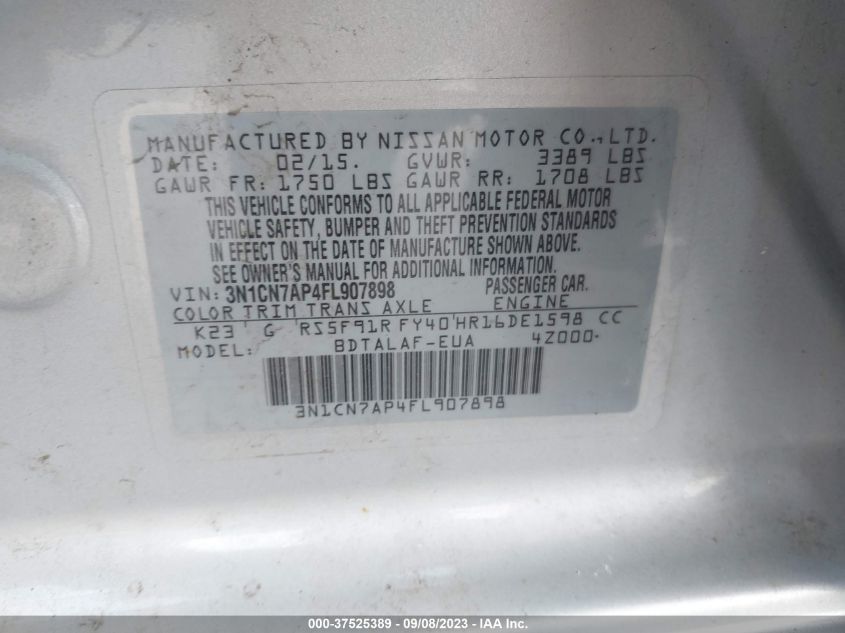 MANUFACTURED BY NISSAN MOTOR CO.,LTD.
DATE: 02/15. GVWR: 3389 LBS
GAWR FR: 1750 LBS GAWR RR: 1708 LBS
THIS VEHICLE CONFORMS TO ALL APPLICABLE FEDERAL MOTOR
VEHICLE SAFETY, BUMPER AND THEFT PREVENTION STANDARDS
IN EFFECT ON THE DATE OF MANUFACTURE SHOWN ABOVE.
SEE OWNER'S MANUAL FOR ADDITIONAL INFORMATION.
VIN: 3N1CN7AP4FL907898 PASSENGER CAR.
COLOR TRIM TRANS AXLE ENGINE
K23 G RS5F91R FY40 HR16DE1598 CC
MODEL: BDTALAF-EUA 4Z000-
3N1CN7AP4FL907898
000-37525389 - 09/08/2023 - IAA Inc.